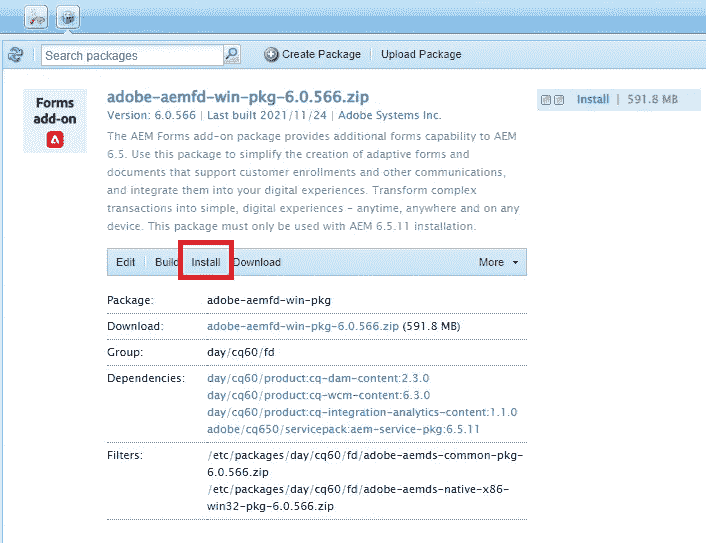 Search packages
Create Package | Upload Package
Forms
add-on
adobe-aemfd-win-pkg-6.0.566.zip
Version: 6.0.566 | Last built 2021/11/24 | Adobe Systems Inc.
The AEM Forms add-on package provides additional forms capability to AEM
6.5. Use this package to simplify the creation of adaptive forms and
documents that support customer enrollments and other communications,
and integrate them into your digital experiences. Transform complex
transactions into simple, digital experiences – anytime, anywhere and on any
device. This package must only be used with AEM 6.5.11 installation.
Install | 591.8 MB
Edit Build Install Download More
Package: adobe-aemfd-win-pkg
Download: adobe-aemfd-win-pkg-6.0.566.zip (591.8 MB)
Group: day/cq60/fd
Dependencies: day/cq60/product:cq-dam-content:2.3.0
day/cq60/product:cq-wcm-content:6.3.0
day/cq60/product:cq-integration-analytics-content:1.1.0
adobe/cq650/servicepack:aem-service-pkg:6.5.11
Filters: /etc/packages/day/cq60/fd/adobe-aemds-common-pkg-
6.0.566.zip
/etc/packages/day/cq60/fd/adobe-aemds-native-x86-
win32-pkg-6.0.566.zip